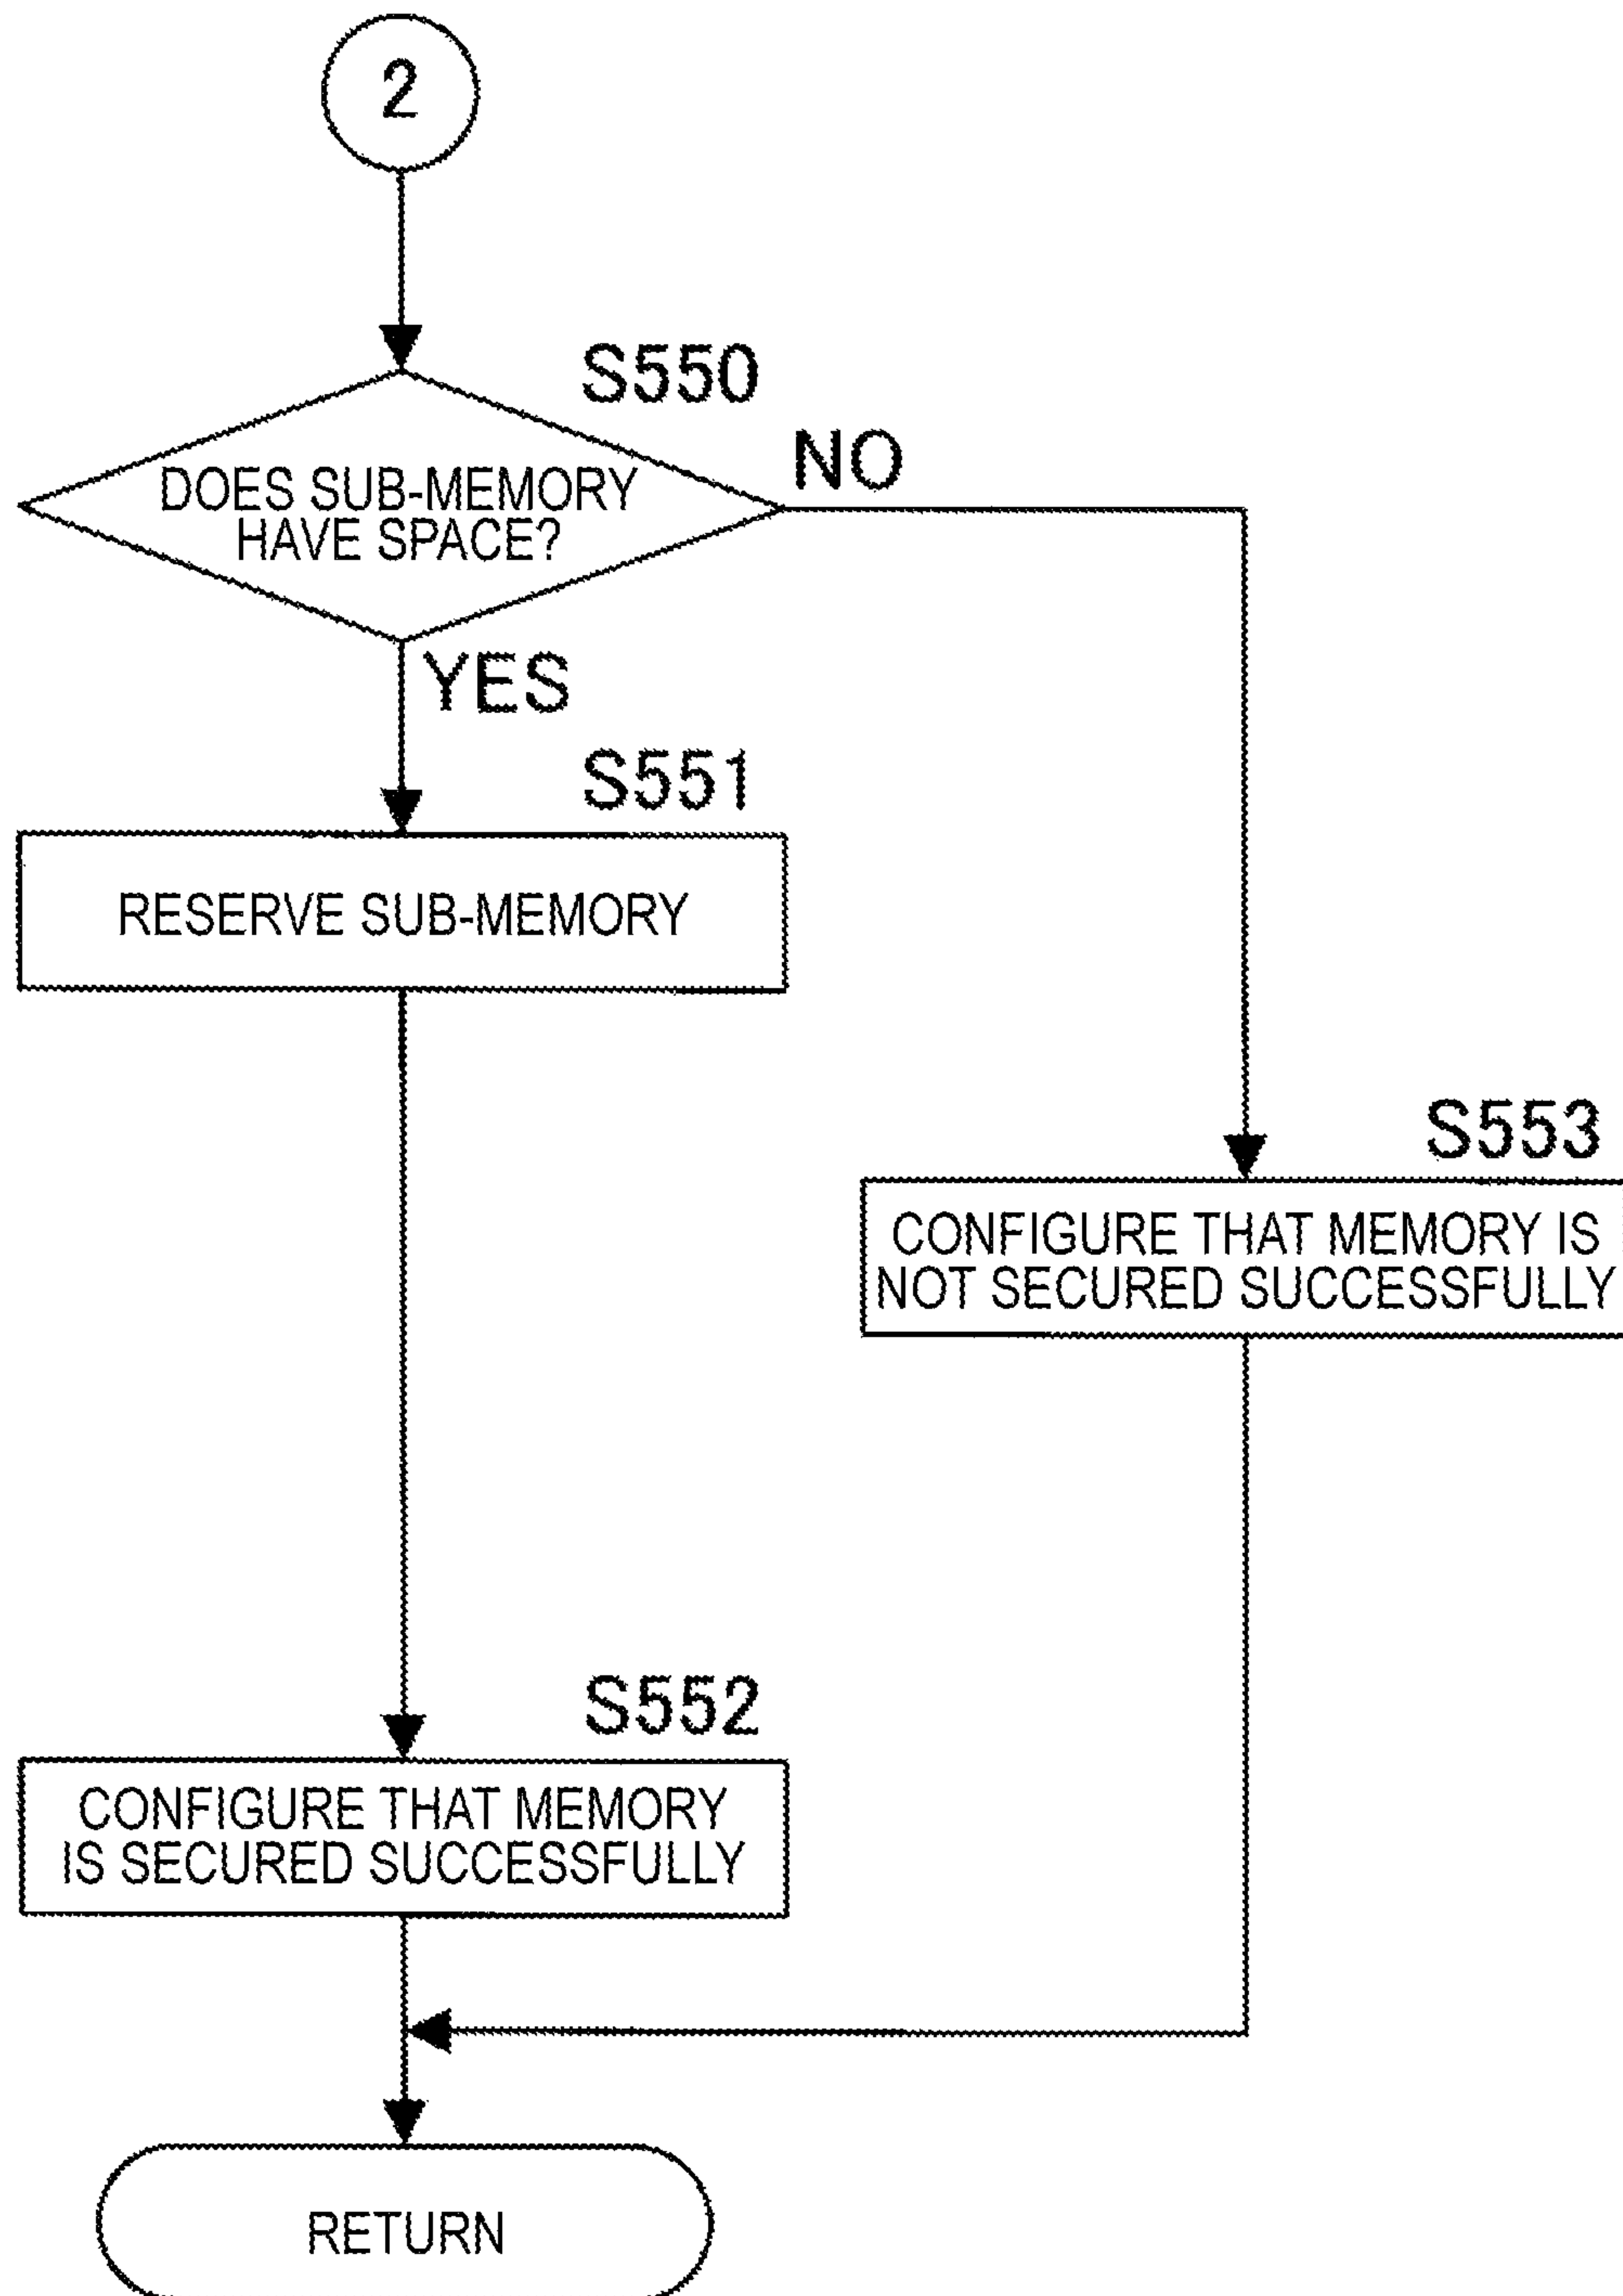 2
S550
DOES SUB-MEMORY
HAVE SPACE?
NO
YES
S551
RESERVE SUB-MEMORY
S553
CONFIGURE THAT MEMORY IS
NOT SECURED SUCCESSFULLY
S552
CONFIGURE THAT MEMORY
IS SECURED SUCCESSFULLY
RETURN